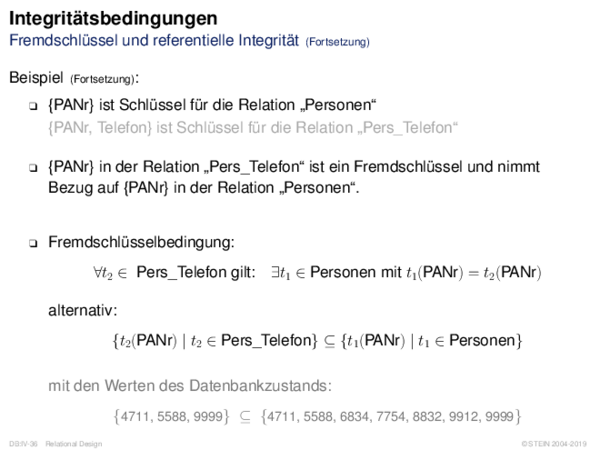 Integritätsbedingungen
Fremdschlüssel und referentielle Integrität (Fortsetzung)
Beispiel (Fortsetzung):
❑ {PANr} ist Schlüssel für die Relation „Personen“
{PANr, Telefon} ist Schlüssel für die Relation „Pers_Telefon“
❑ {PANr} in der Relation „Pers_Telefon“ ist ein Fremdschlüssel und nimmt
Bezug auf {PANr} in der Relation „Personen“.
❑ Fremdschlüsselbedingung:
∀t₂ ∈ Pers_Telefon gilt: ∃t₁ ∈ Personen mit t₁(PANr) = t₂(PANr)
alternativ:
{t₂(PANr) | t₂ ∈ Pers_Telefon} ⊆ {t₁(PANr) | t₁ ∈ Personen}
mit den Werten des Datenbankzustands:
{4711, 5588, 9999} ⊆ {4711, 5588, 6834, 7754, 8832, 9912, 9999}
DB:IV-36 Relational Design © STEIN 2004-2019